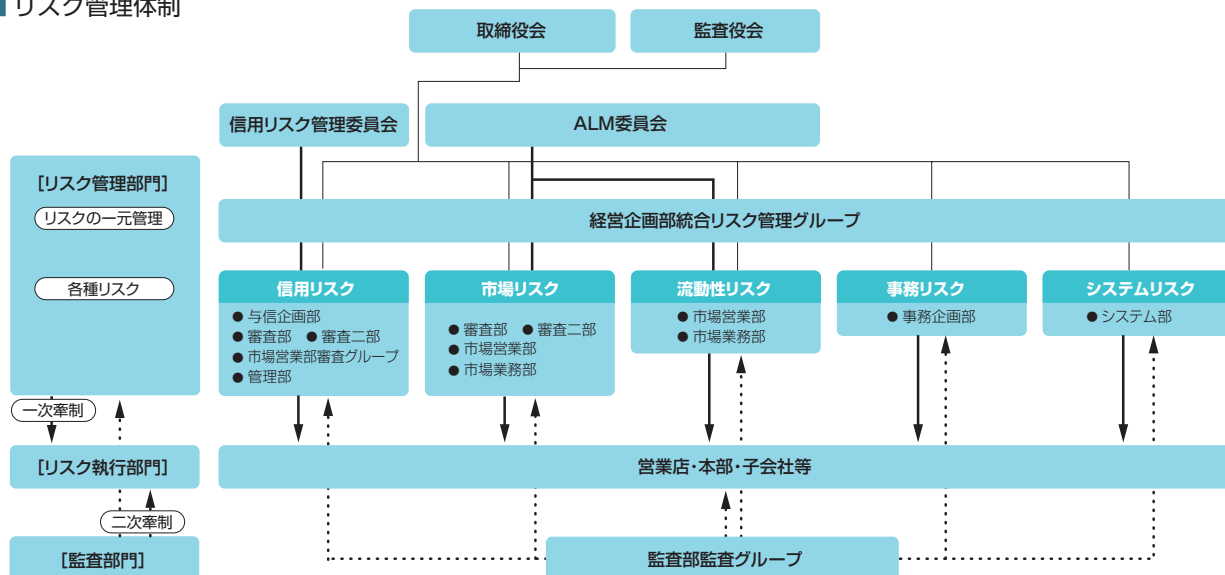 リスク管理体制
取締役会
監査役会
信用リスク管理委員会
ALM委員会
[リスク管理部門]
リスクの一元管理
各種リスク
経営企画部統合リスク管理グループ
信用リスク
● 与信企画部
● 審査部 ● 審査二部
● 市場営業部審査グループ
● 管理部
市場リスク
● 審査部 ● 審査二部
● 市場営業部
● 市場業務部
流動性リスク
● 市場営業部
● 市場業務部
事務リスク
● 事務企画部
システムリスク
● システム部
一次牽制
[リスク執行部門]
営業店・本部・子会社等
二次牽制
[監査部門]
監査部監査グループ